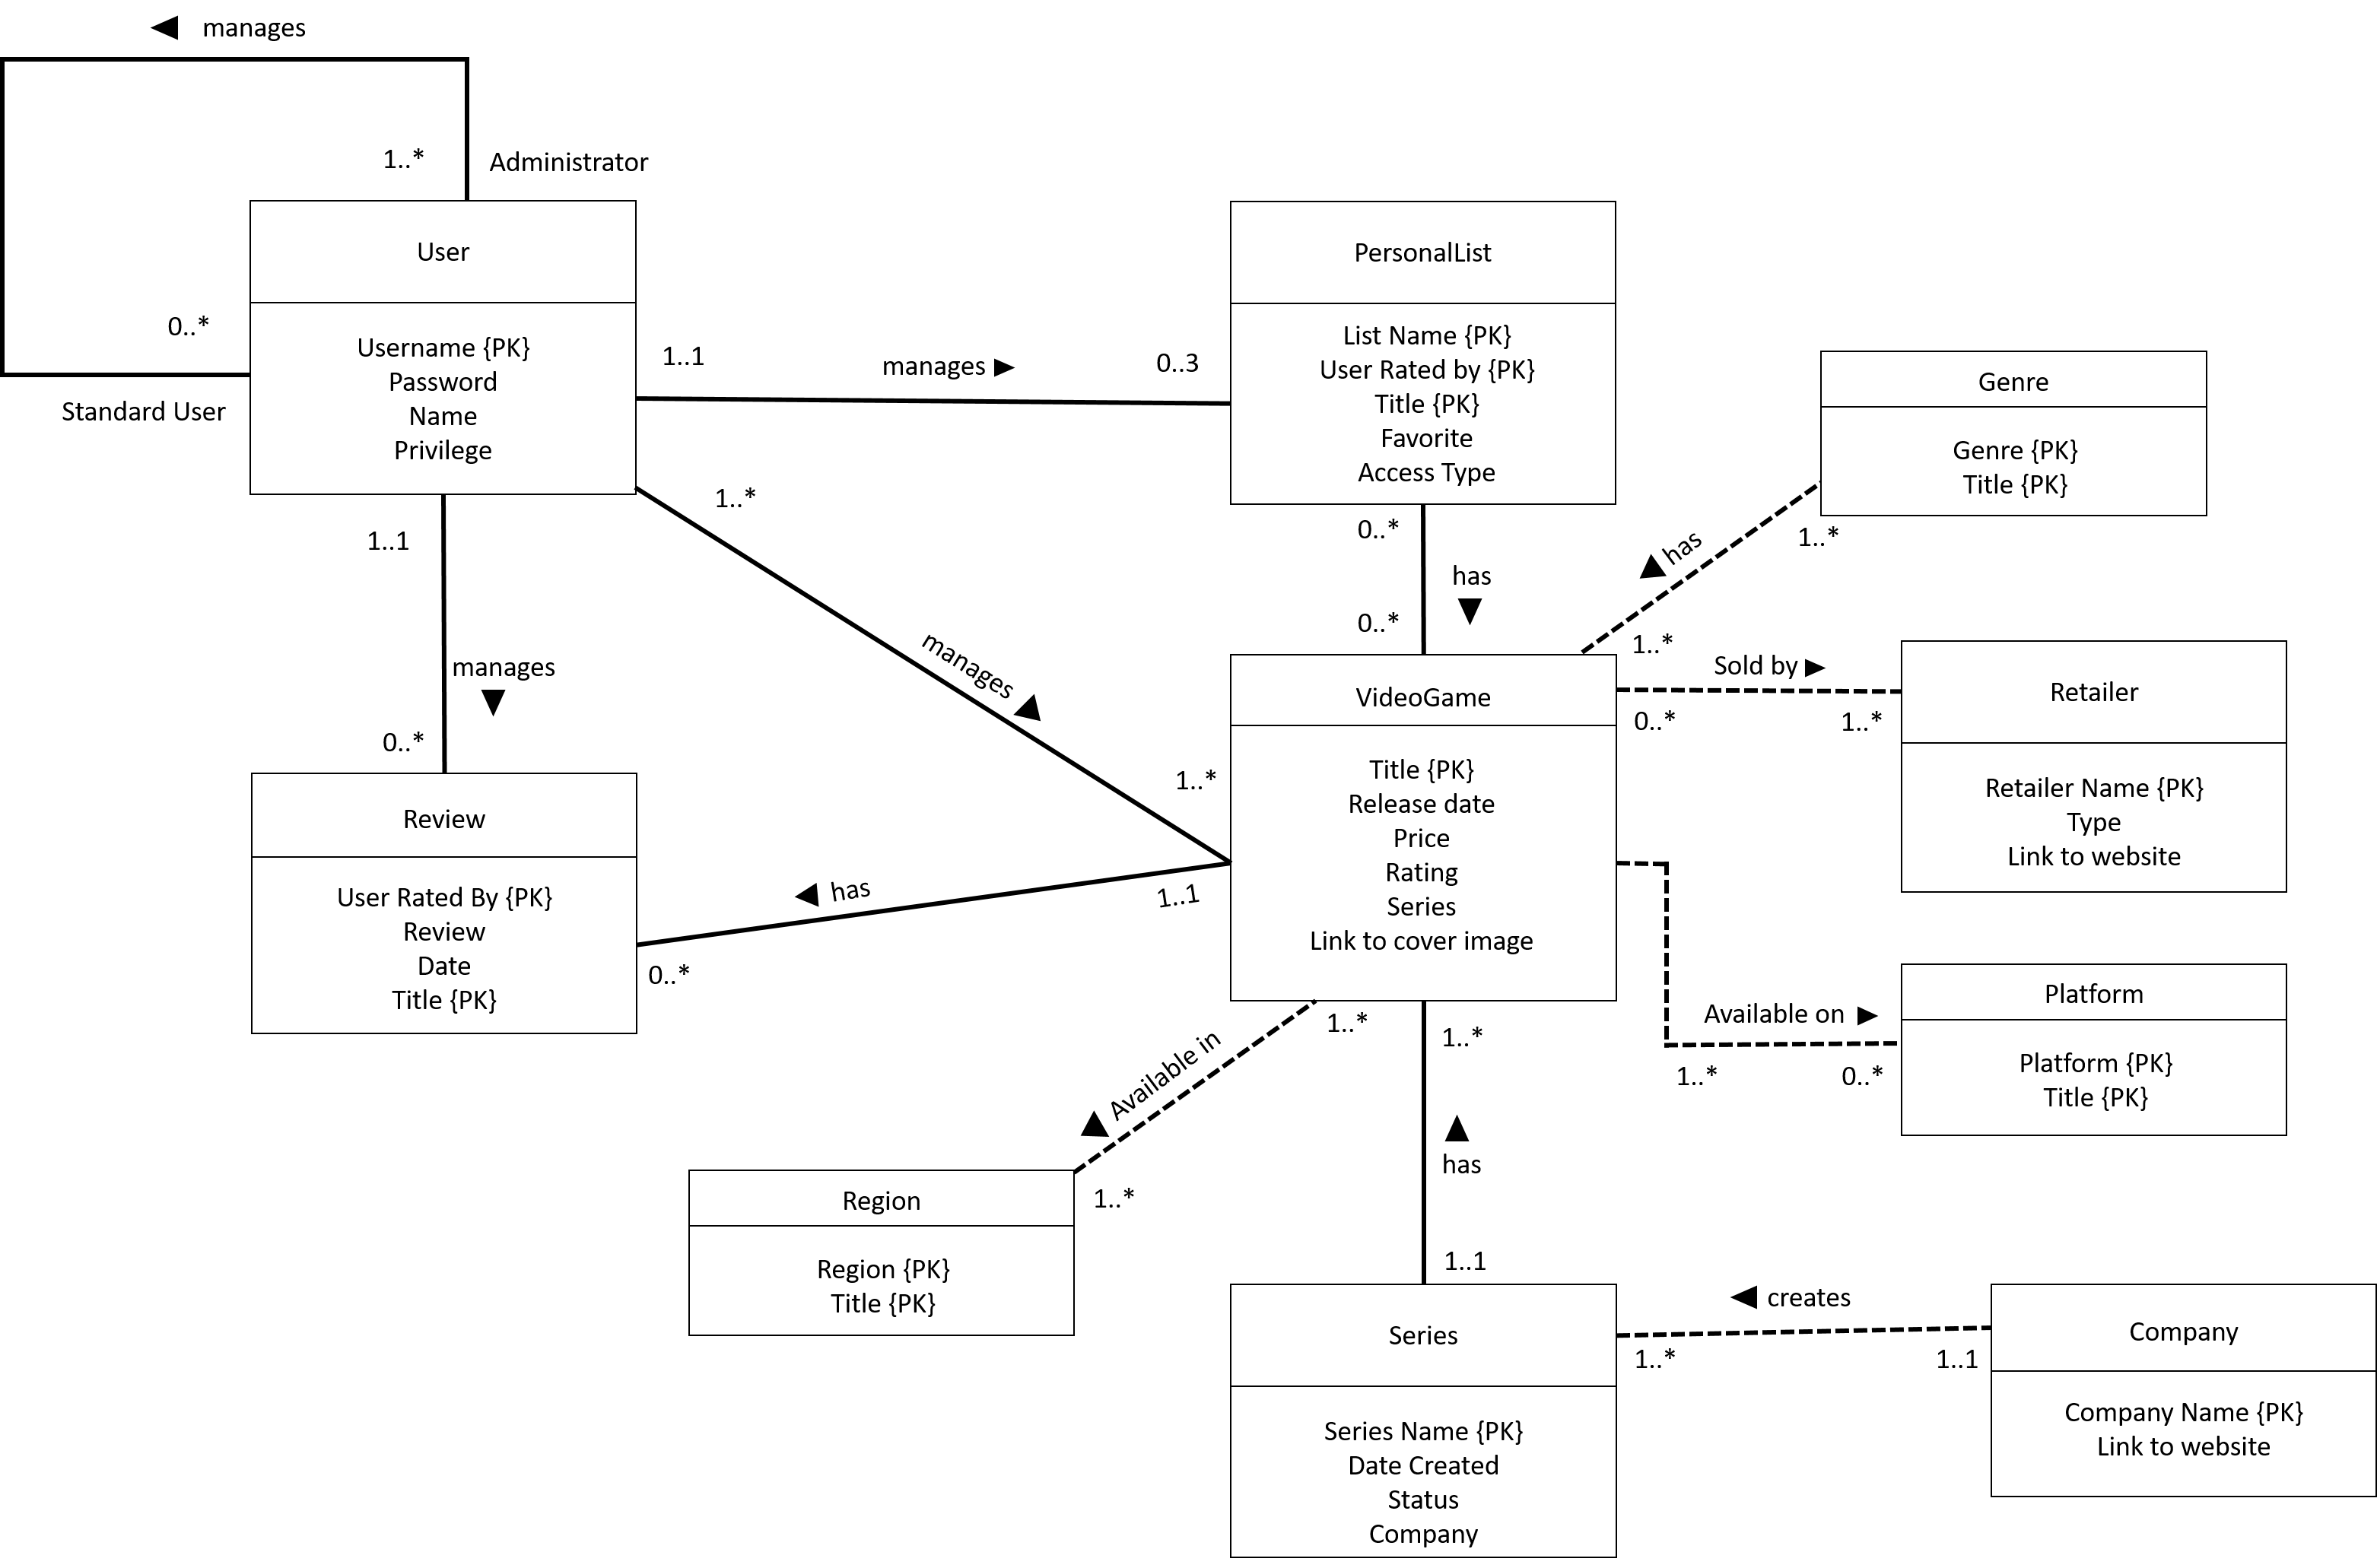 manages
1..*
Administrator
User
0..*
Username {PK}
Password
Name
Privilege
Standard User
1..1
manages
0..3
PersonalList
List Name {PK}
User Rated by {PK}
Title {PK}
Favorite
Access Type
Genre
Genre {PK}
Title {PK}
1..*
has
1..*
0..*
has
0..*
1..*
manages
1..*
1..1
manages
0..*
VideoGame
Title {PK}
Release date
Price
Rating
Series
Link to cover image
Sold by
0..*
1..*
Retailer
Retailer Name {PK}
Type
Link to website
Review
User Rated By {PK}
Review
Date
Title {PK}
has
1..1
0..*
Available on
1..*
0..*
Platform
Platform {PK}
Title {PK}
1..*
Available in
1..*
Region
Region {PK}
Title {PK}
1..*
has
1..1
Series
Series Name {PK}
Date Created
Status
Company
creates
1..*
1..1
Company
Company Name {PK}
Link to website